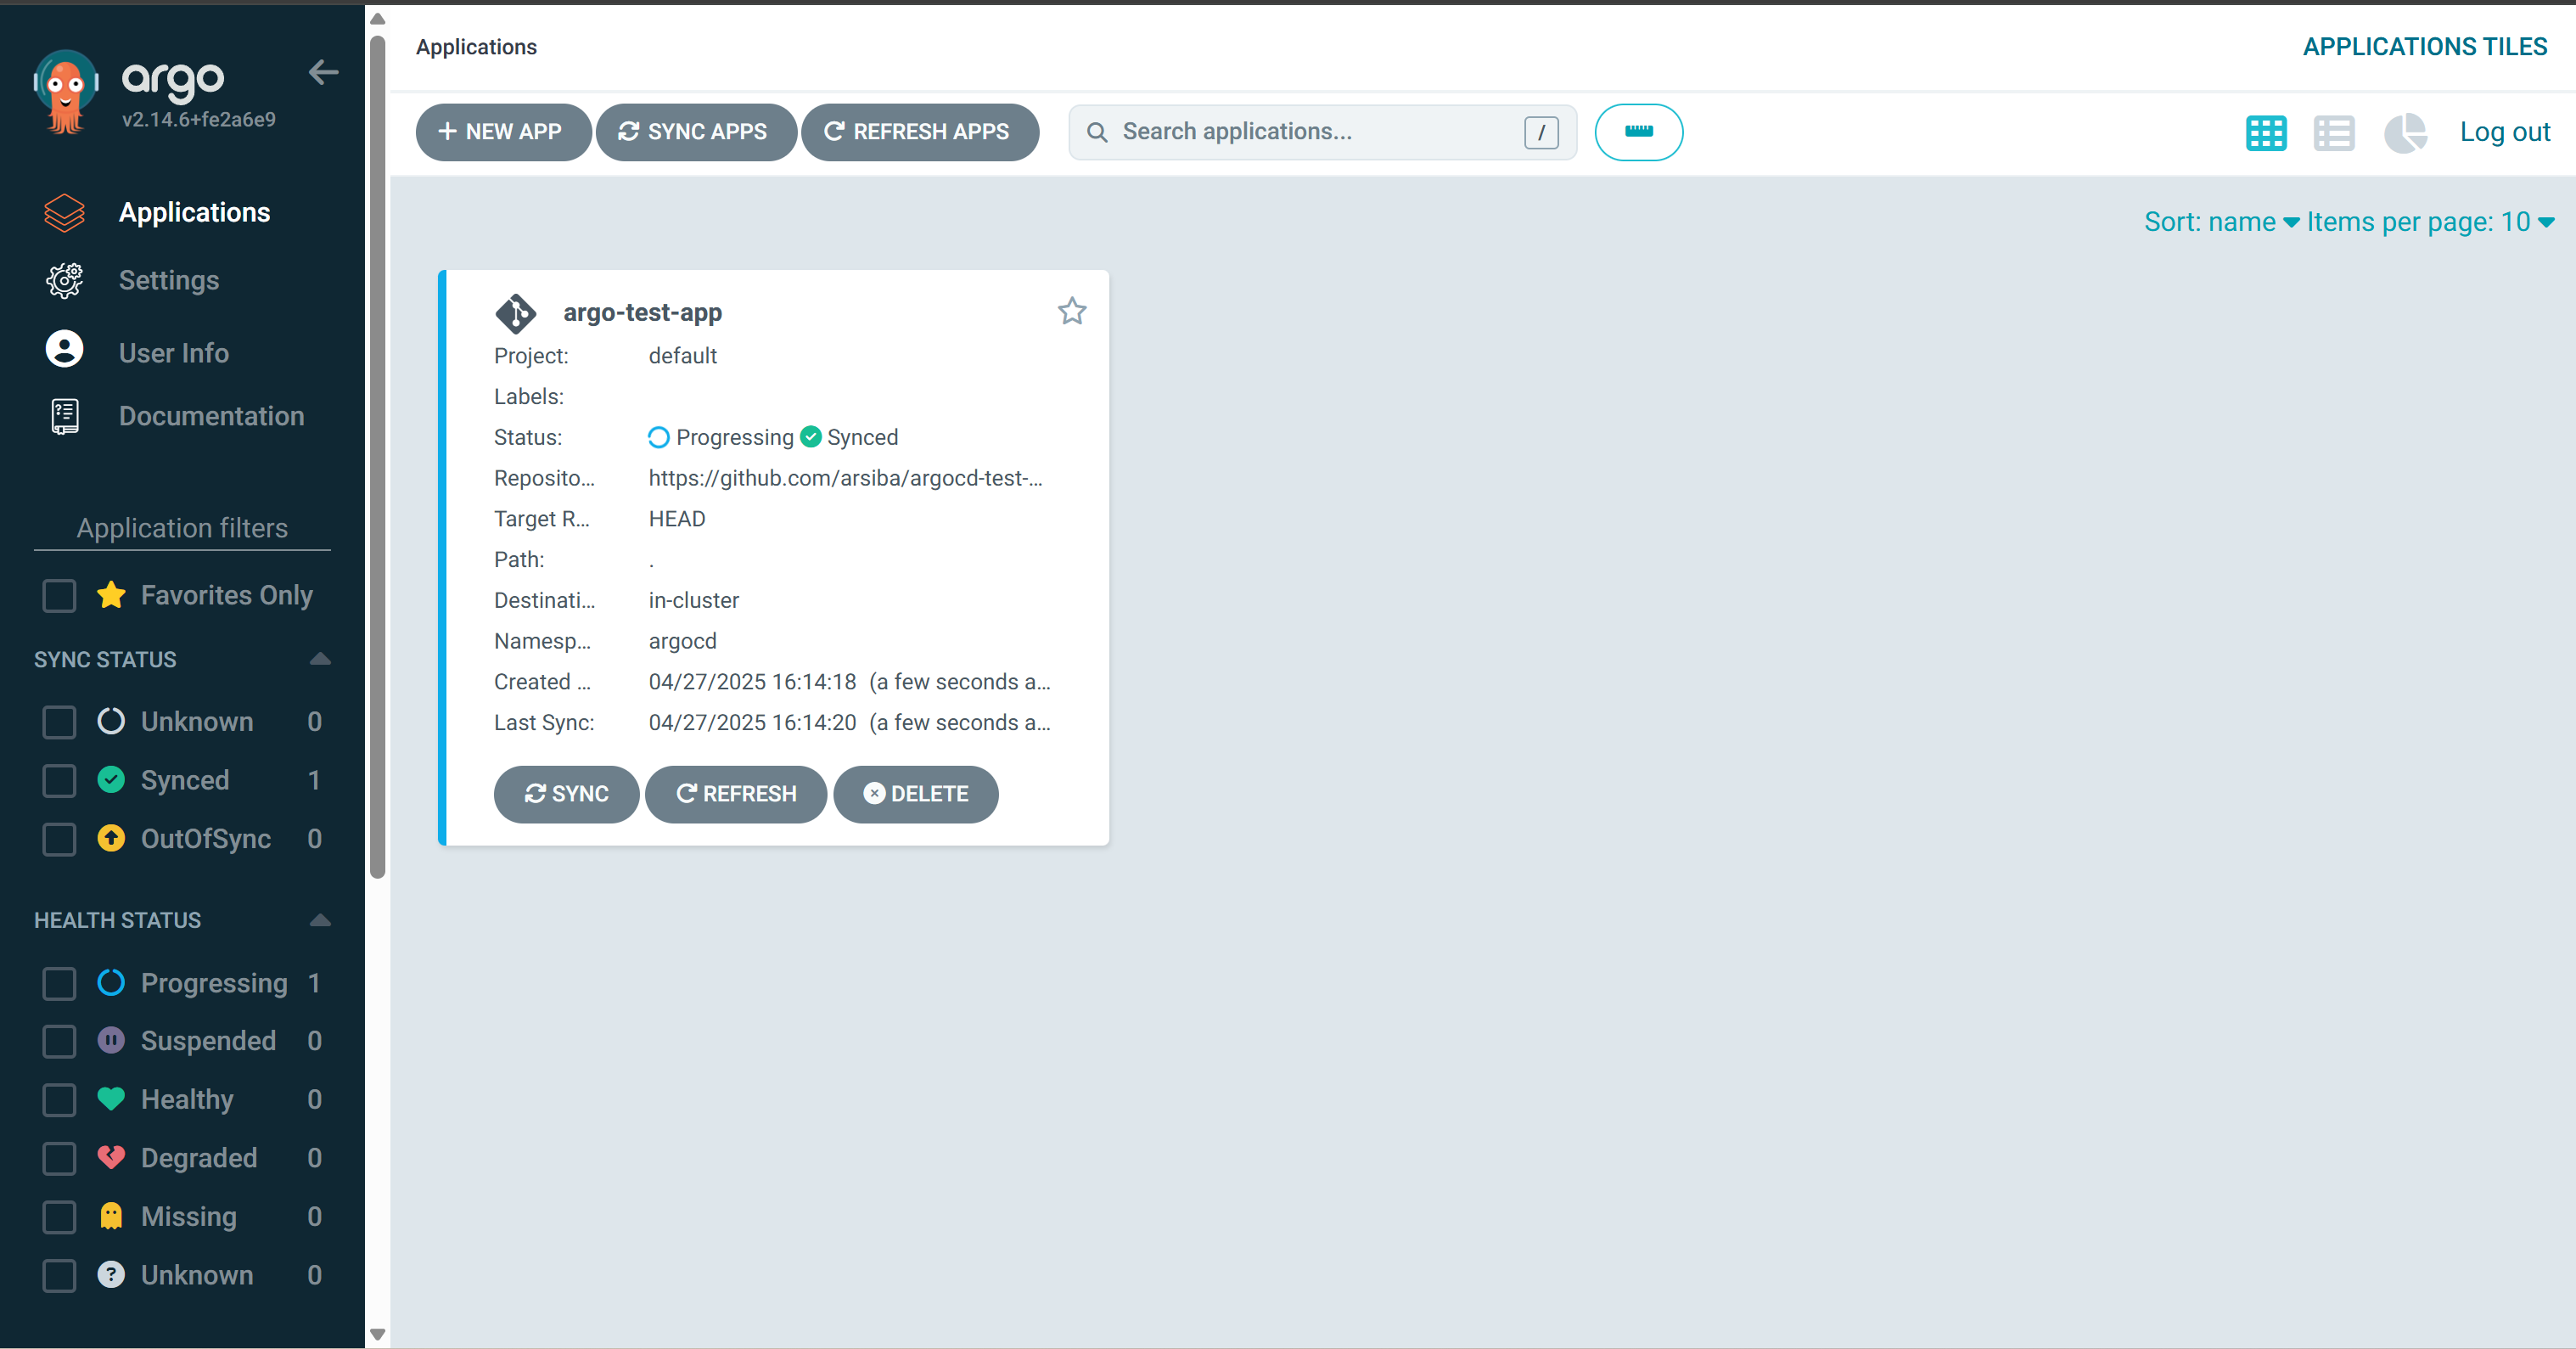 argo
v2.14.6+fe2a6e9
Applications
Settings
User Info
Documentation
Application filters
Favorites Only
SYNC STATUS
Unknown 0
Synced 1
OutOfSync 0
HEALTH STATUS
Progressing 1
Suspended 0
Healthy 0
Degraded 0
Missing 0
? Unknown 0
Applications
APPLICATIONS TILES
+ NEW APP
SYNC APPS
REFRESH APPS
Search applications... /
Log out
Sort: name Items per page: 10
argo-test-app
Project: default
Labels:
Status: Progressing Synced
Reposito... https://github.com/arsiba/argocd-test-...
Target R... HEAD
Path: .
Destinati... in-cluster
Namesp... argocd
Created ... 04/27/2025 16:14:18 (a few seconds a...
Last Sync: 04/27/2025 16:14:20 (a few seconds a...
SYNC
REFRESH
DELETE